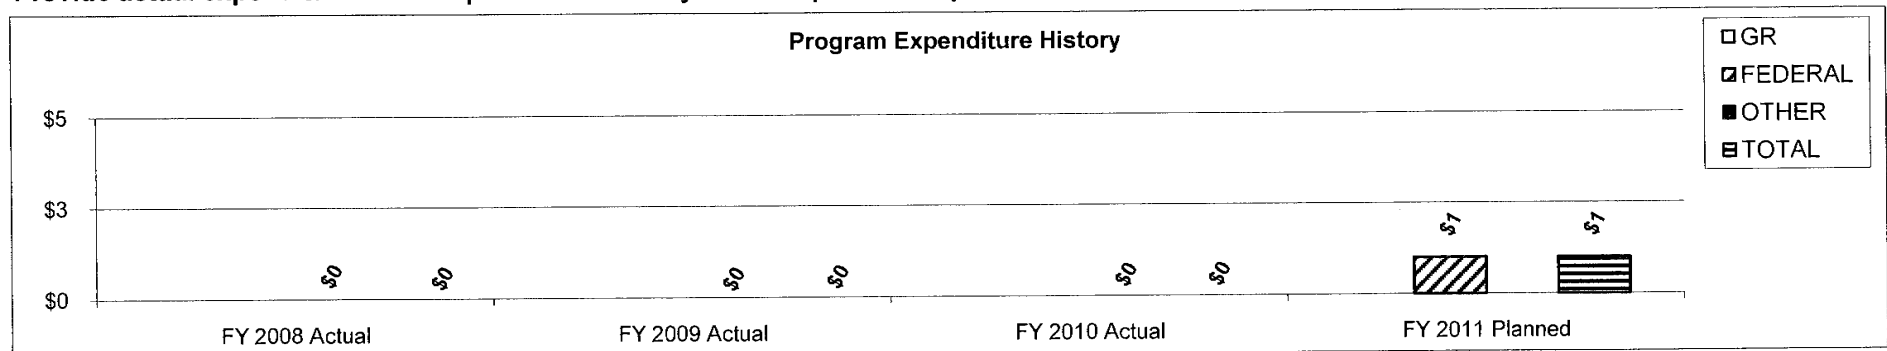 Program Expenditure History
GR
FEDERAL
OTHER
TOTAL
$5
$3
$0
$0 $0 $0 $0 $0 $0 $1 $1
FY 2008 Actual FY 2009 Actual FY 2010 Actual FY 2011 Planned